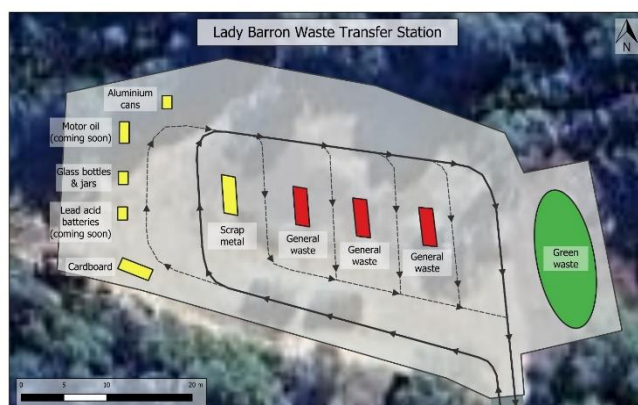 Lady Barron Waste Transfer Station
N
Aluminium
cans
Motor oil
(coming soon)
Glass bottles
& jars
Lead acid
batteries
(coming soon)
Cardboard
Scrap
metal
General
waste
General
waste
General
waste
Green
waste
0 5 10 20 m